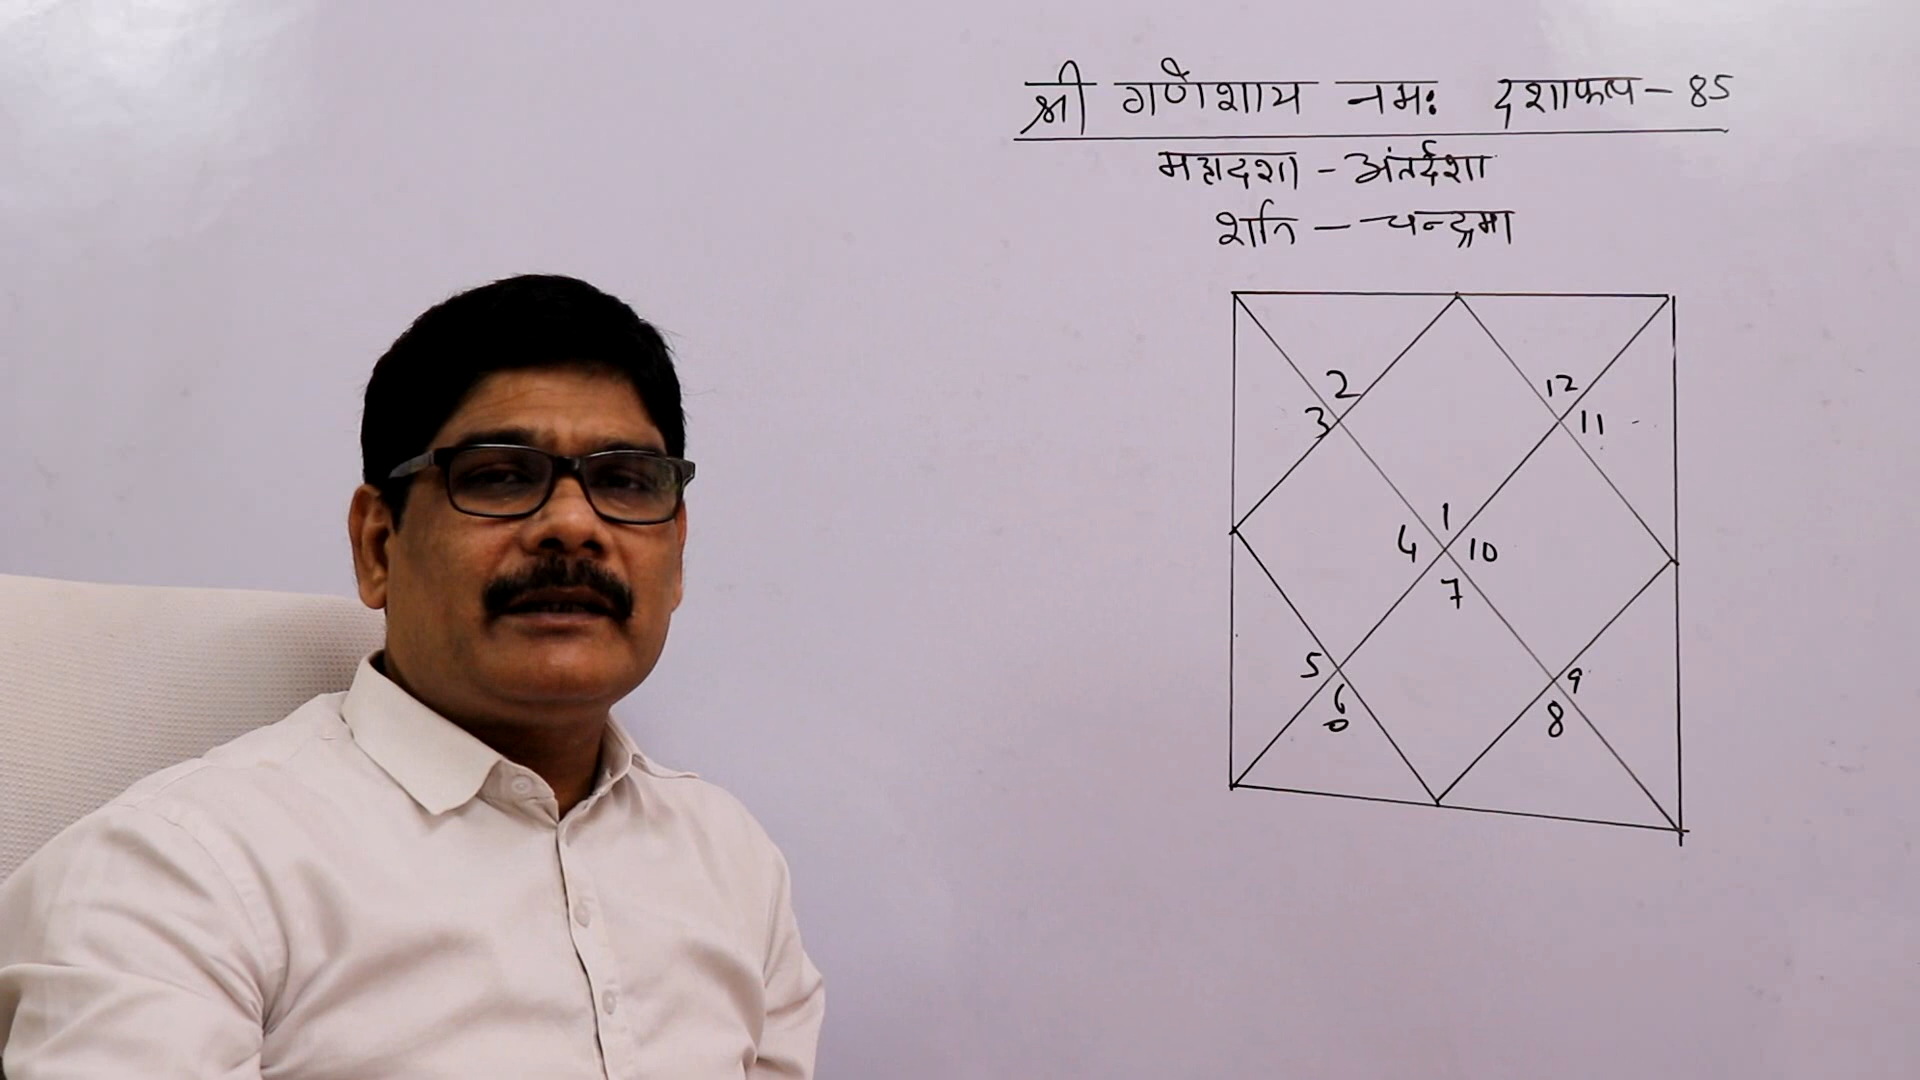 श्री गणेशाय नमः दशाफल - 85
महादशा - अंतर्दशा
शनि - चन्द्रमा
2 12
3 11
1
4 10
7
5 9
6 8